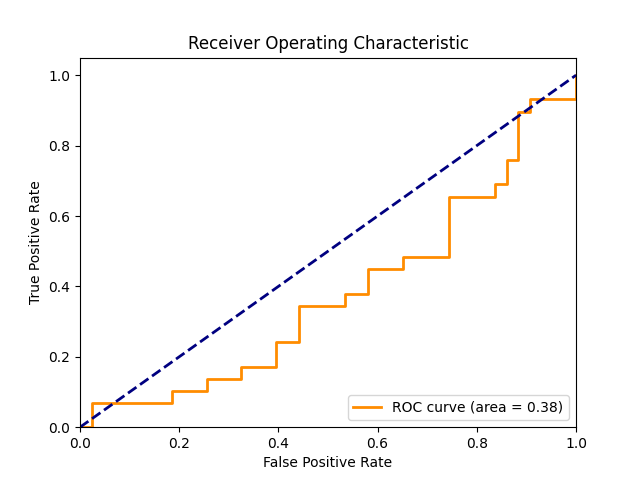 Receiver Operating Characteristic
1.0
0.8
0.6
0.4
0.2
0.0
True Positive Rate
ROC curve (area = 0.38)
0.0 0.2 0.4 0.6 0.8 1.0
False Positive Rate